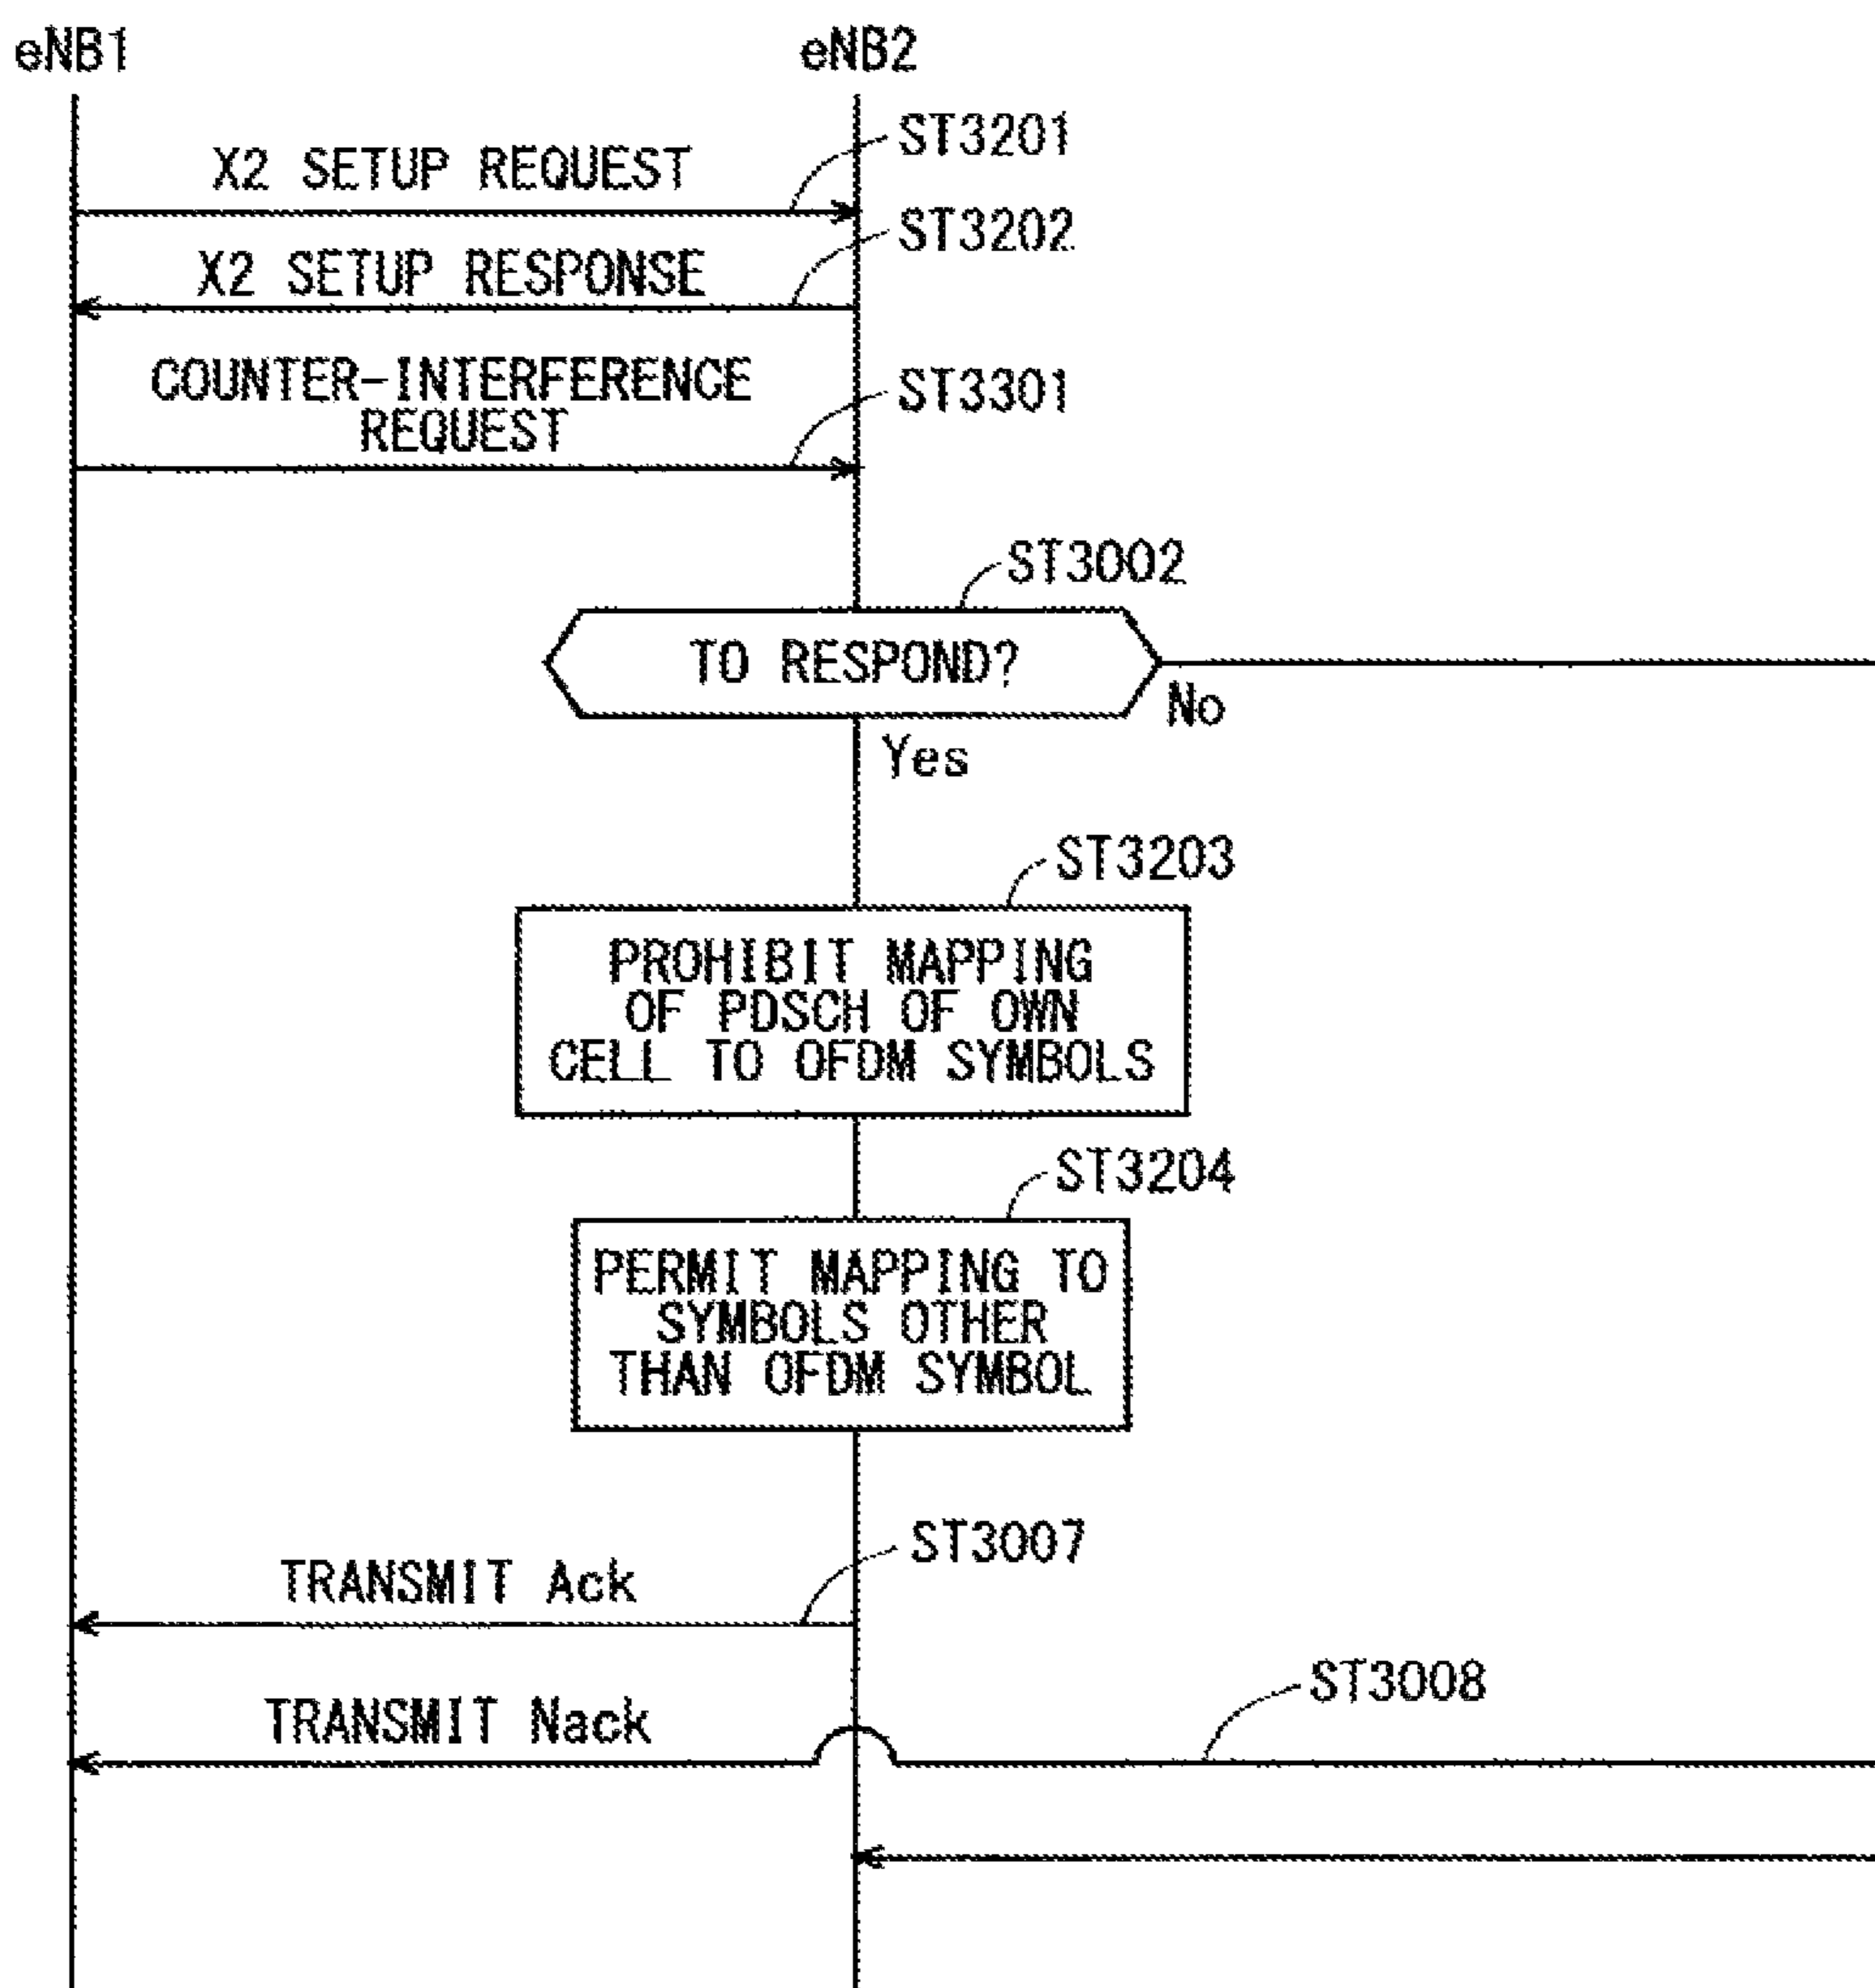 eNB1
eNB2
ST3201
X2 SETUP REQUEST
ST3202
X2 SETUP RESPONSE
COUNTER-INTERFERENCE
REQUEST
ST3301
ST3002
TO RESPOND?
No
Yes
ST3203
PROHIBIT MAPPING
OF PDSCH OF OWN
CELL TO OFDM SYMBOLS
ST3204
PERMIT MAPPING TO
SYMBOLS OTHER
THAN OFDM SYMBOL
ST3007
TRANSMIT Ack
ST3008
TRANSMIT Nack